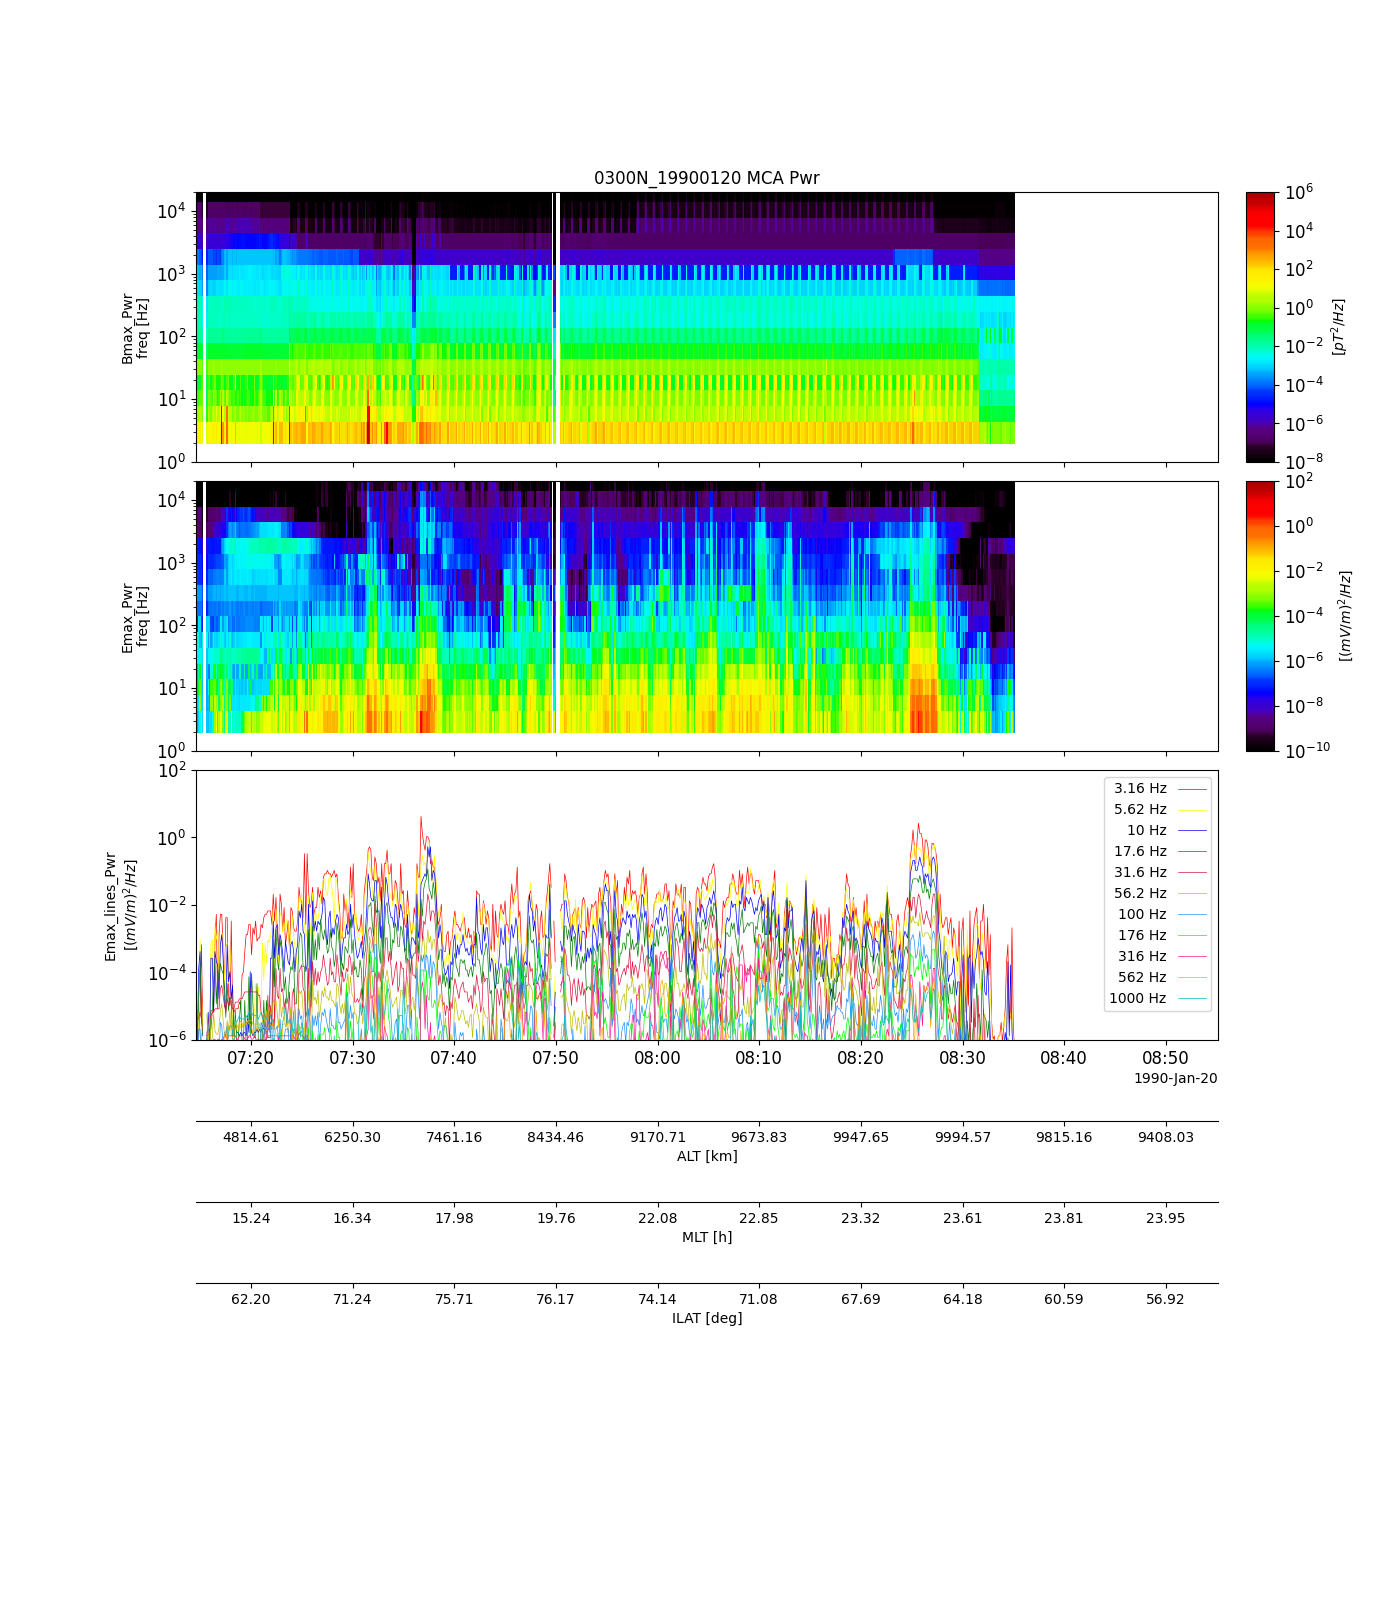 0300N_19900120 MCA Pwr
10^4
10^3
10^2
10^1
10^0
Bmax_Pwr
freq [Hz]
10^6
10^4
10^2
10^0
10^-2
10^-4
10^-6
10^-8
[pT^2/Hz]
10^4
10^3
10^2
10^1
10^0
Emax_Pwr
freq [Hz]
10^2
10^0
10^-2
10^-4
10^-6
10^-8
10^-10
[(mV/m)^2/Hz]
10^2
10^0
10^-2
10^-4
10^-6
Emax_lines_Pwr
[(mV/m)^2/Hz]
3.16 Hz
5.62 Hz
10 Hz
17.6 Hz
31.6 Hz
56.2 Hz
100 Hz
176 Hz
316 Hz
562 Hz
1000 Hz
07:20 07:30 07:40 07:50 08:00 08:10 08:20 08:30 08:40 08:50
1990-Jan-20
4814.61 6250.30 7461.16 8434.46 9170.71 9673.83 9947.65 9994.57 9815.16 9408.03
ALT [km]
15.24 16.34 17.98 19.76 22.08 22.85 23.32 23.61 23.81 23.95
MLT [h]
62.20 71.24 75.71 76.17 74.14 71.08 67.69 64.18 60.59 56.92
ILAT [deg]